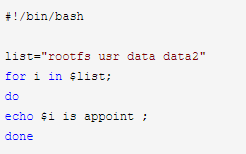 #!/bin/bash
list="rootfs usr data data2"
for i in $list;
do
echo $i is appoint ;
done